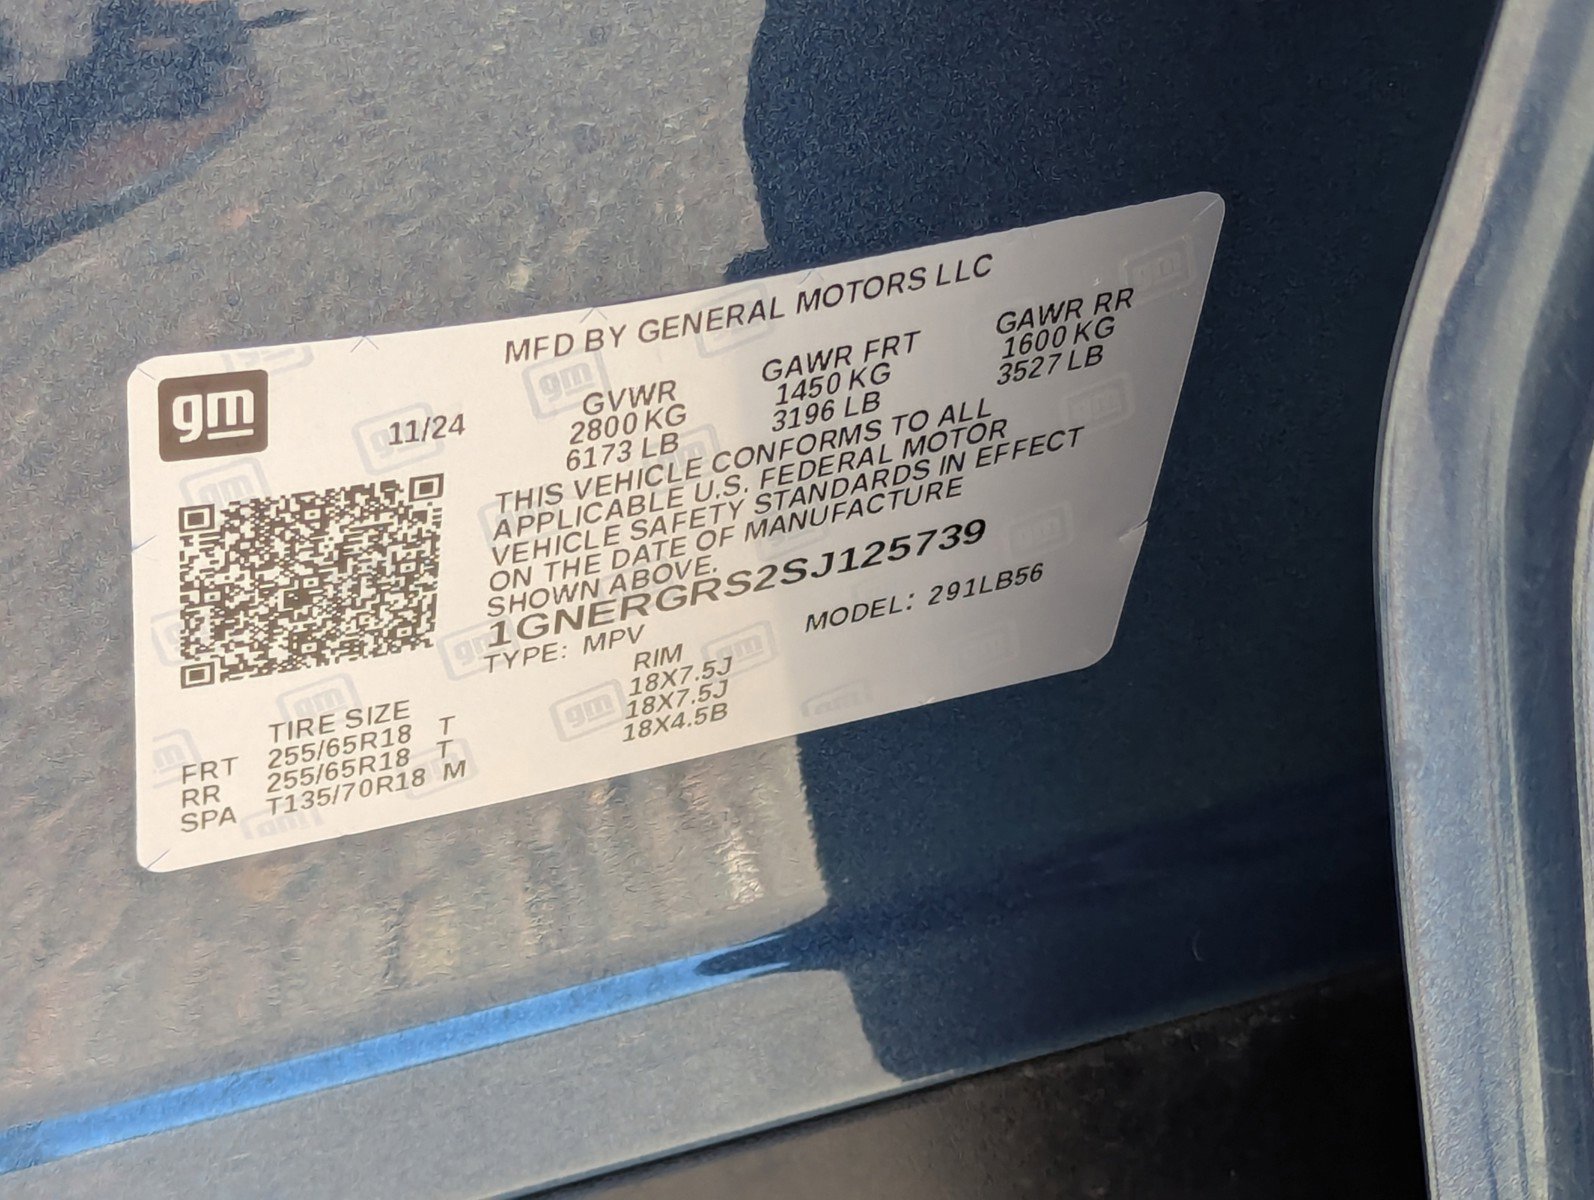 MFD BY GENERAL MOTORS LLC
gm
11/24
GVWR GAWR FRT GAWR RR
2800 KG 1450 KG 1600 KG
6173 LB 3196 LB 3527 LB
THIS VEHICLE CONFORMS TO ALL
APPLICABLE U.S. FEDERAL MOTOR
VEHICLE SAFETY STANDARDS IN EFFECT
ON THE DATE OF MANUFACTURE
SHOWN ABOVE.
1GNERGRS2SJ125739
TYPE: MPV MODEL: 291LB56
TIRE SIZE RIM
FRT 255/65R18 T 18X7.5J
RR 255/65R18 T 18X7.5J
SPA T135/70R18 M 18X4.5B